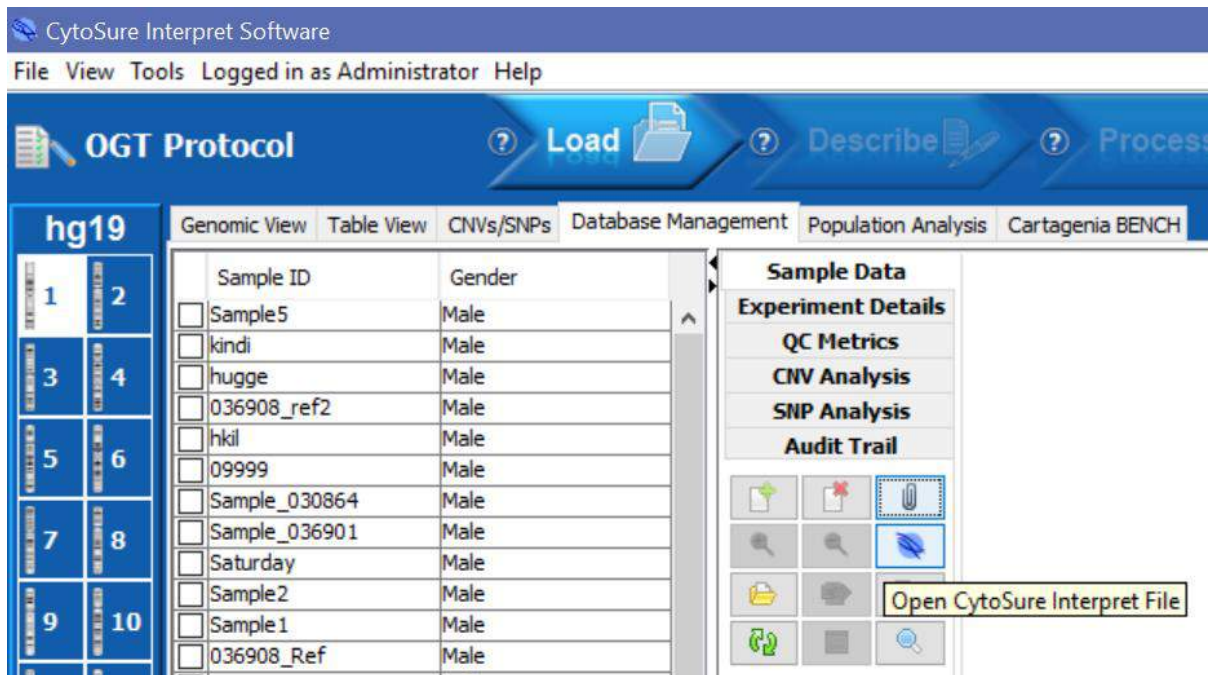 CytoSure Interpret Software
File View Tools Logged in as Administrator Help
OGT Protocol ? Load ? Describe ? Process
hg19
Genomic View Table View CNVs/SNPs Database Management Population Analysis Cartagenia BENCH
1 2
3 4
5 6
7 8
9 10
Sample ID Gender
Sample5 Male
kindi Male
hugge Male
036908_ref2 Male
hkil Male
09999 Male
Sample_030864 Male
Sample_036901 Male
Saturday Male
Sample2 Male
Sample1 Male
036908_Ref Male
Sample Data
Experiment Details
QC Metrics
CNV Analysis
SNP Analysis
Audit Trail
Open CytoSure Interpret File